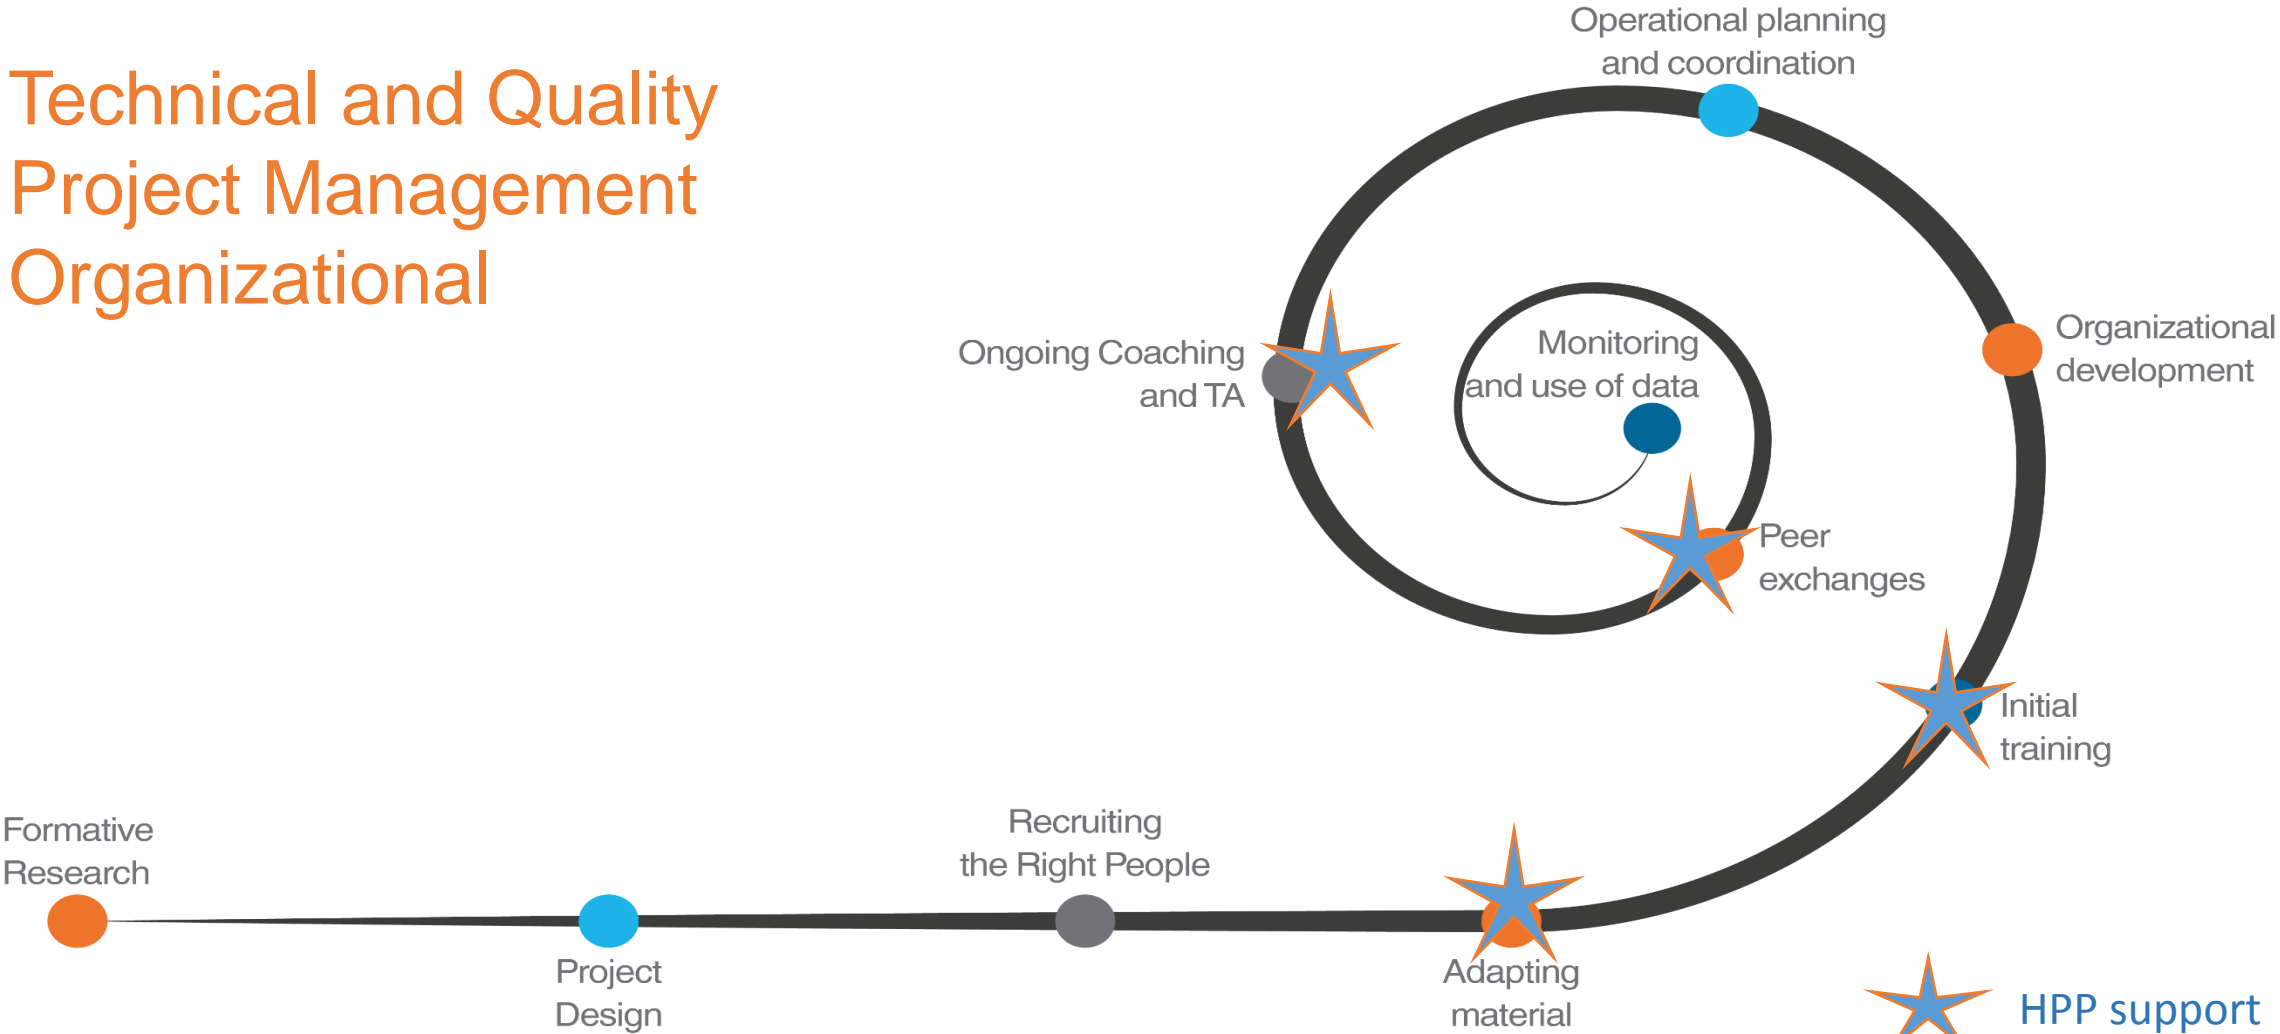 Technical and Quality
Project Management
Organizational
Operational planning
and coordination
Organizational
development
Ongoing Coaching
and TA
Monitoring
and use of data
Peer
exchanges
Initial
training
Formative
Research
Recruiting
the Right People
Project
Design
Adapting
material
HPP support